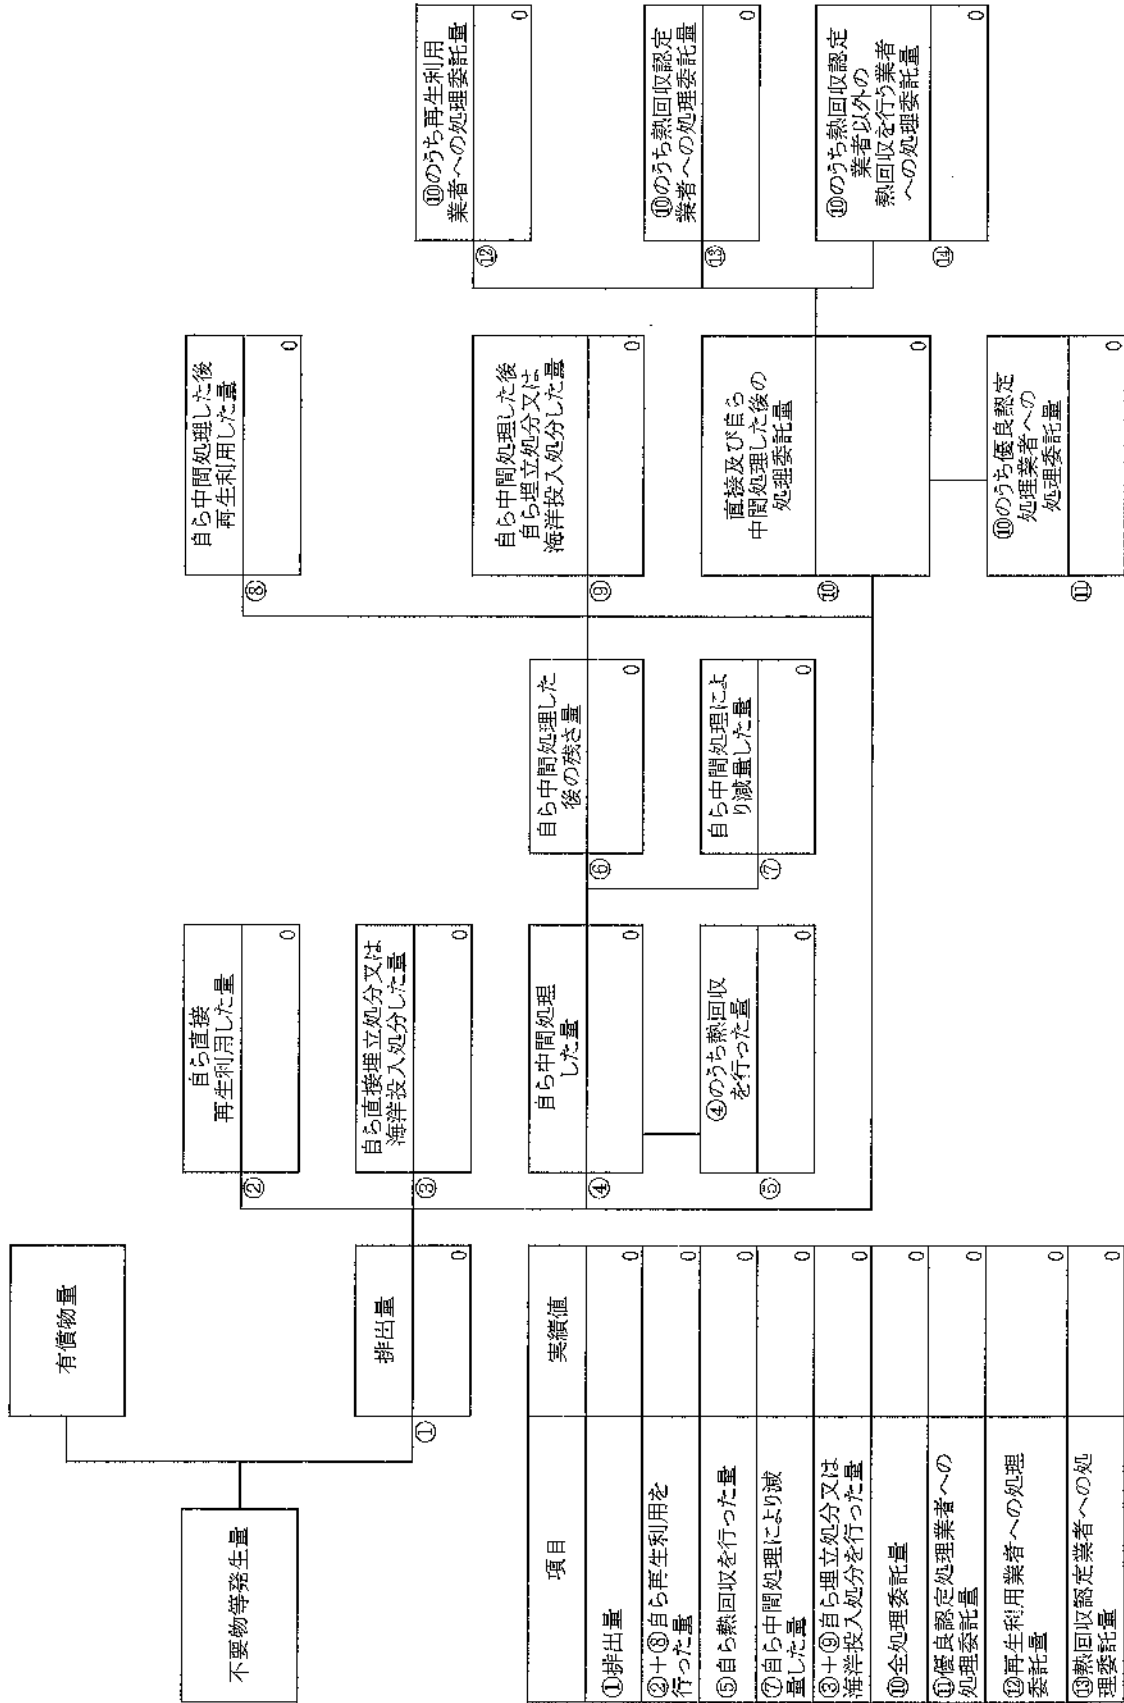 有償物量
不要物等発生量
①
排出量
0
②
自ら直接
再生利用した量
0
③
自ら直接埋立処分又は
海洋投入処分した量
0
④
自ら中間処理
した量
0
⑤
④のうち熱回収
を行った量
0
⑥
自ら中間処理した
後の残さ量
0
⑦
自ら中間処理によ
り減量した量
0
⑧
自ら中間処理した後
再生利用した量
0
⑨
自ら中間処理した後
自ら埋立処分又は
海洋投入処分した量
0
⑩
直接及び自ら
中間処理した後の
処理委託量
0
⑪
⑩のうち優良認定
処理業者への
処理委託量
0
⑫
⑩のうち再生利用
業者への処理委託量
0
⑬
⑩のうち熱回収認定
業者への処理委託量
0
⑭
⑩のうち熱回収認定
業者以外の
熱回収を行う業者
への処理委託量
0
項目 実績値
①排出量 0
②+⑧自ら再生利用を
行った量 0
⑤自ら熱回収を行った量 0
⑦自ら中間処理により減
量した量 0
③+⑨自ら埋立処分又は
海洋投入処分を行った量 0
⑩全処理委託量 0
⑪優良認定処理業者への
処理委託量 0
⑫再生利用業者への処理
委託量 0
⑬熱回収認定業者への処
理委託量 0